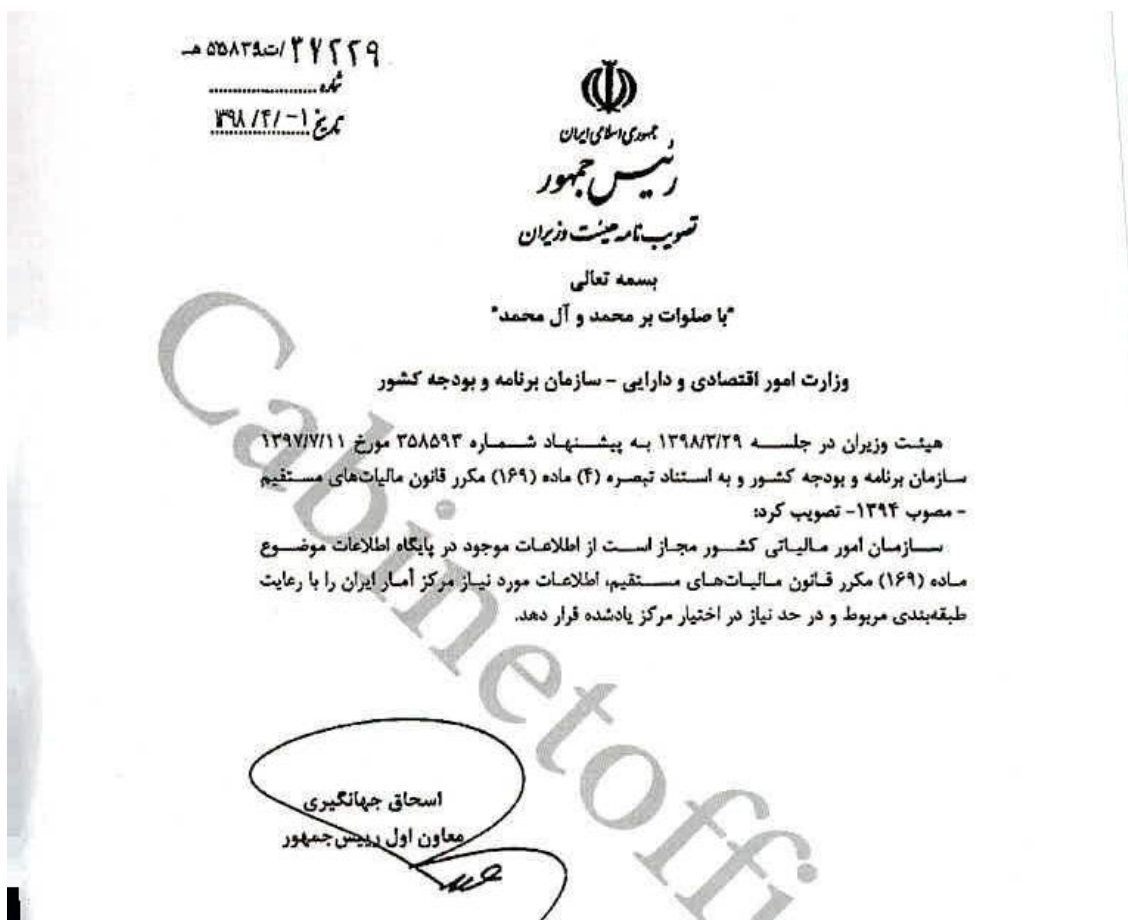 ۳۷۲۲۹/ت۵۵۸۳۹هـ
شماره
تاریخ ۱۳۹۸/۴/۱۰
جمهوری اسلامی ایران
رئیس جمهور
تصویب نامه هیئت وزیران
بسمه تعالی
"با صلوات بر محمد و آل محمد"
وزارت امور اقتصادی و دارایی - سازمان برنامه و بودجه کشور
هیئت وزیران در جلسه ۱۳۹۸/۳/۲۹ به پیشنهاد شماره ۳۵۸۵۹۳ مورخ ۱۳۹۷/۷/۱۱
سازمان برنامه و بودجه کشور و به استناد تبصره (۴) ماده (۱۶۹) مکرر قانون مالیات‌های مستقیم
- مصوب ۱۳۹۴- تصویب کرد:
سازمان امور مالیاتی کشور مجاز است از اطلاعات موجود در پایگاه اطلاعات موضوع
ماده (۱۶۹) مکرر قانون مالیات‌های مستقیم، اطلاعات مورد نیاز مرکز آمار ایران را با رعایت
طبقه‌بندی مربوط و در حد نیاز در اختیار مرکز یادشده قرار دهد.
اسحاق جهانگیری
معاون اول رییس‌جمهور
Cabinetoffi